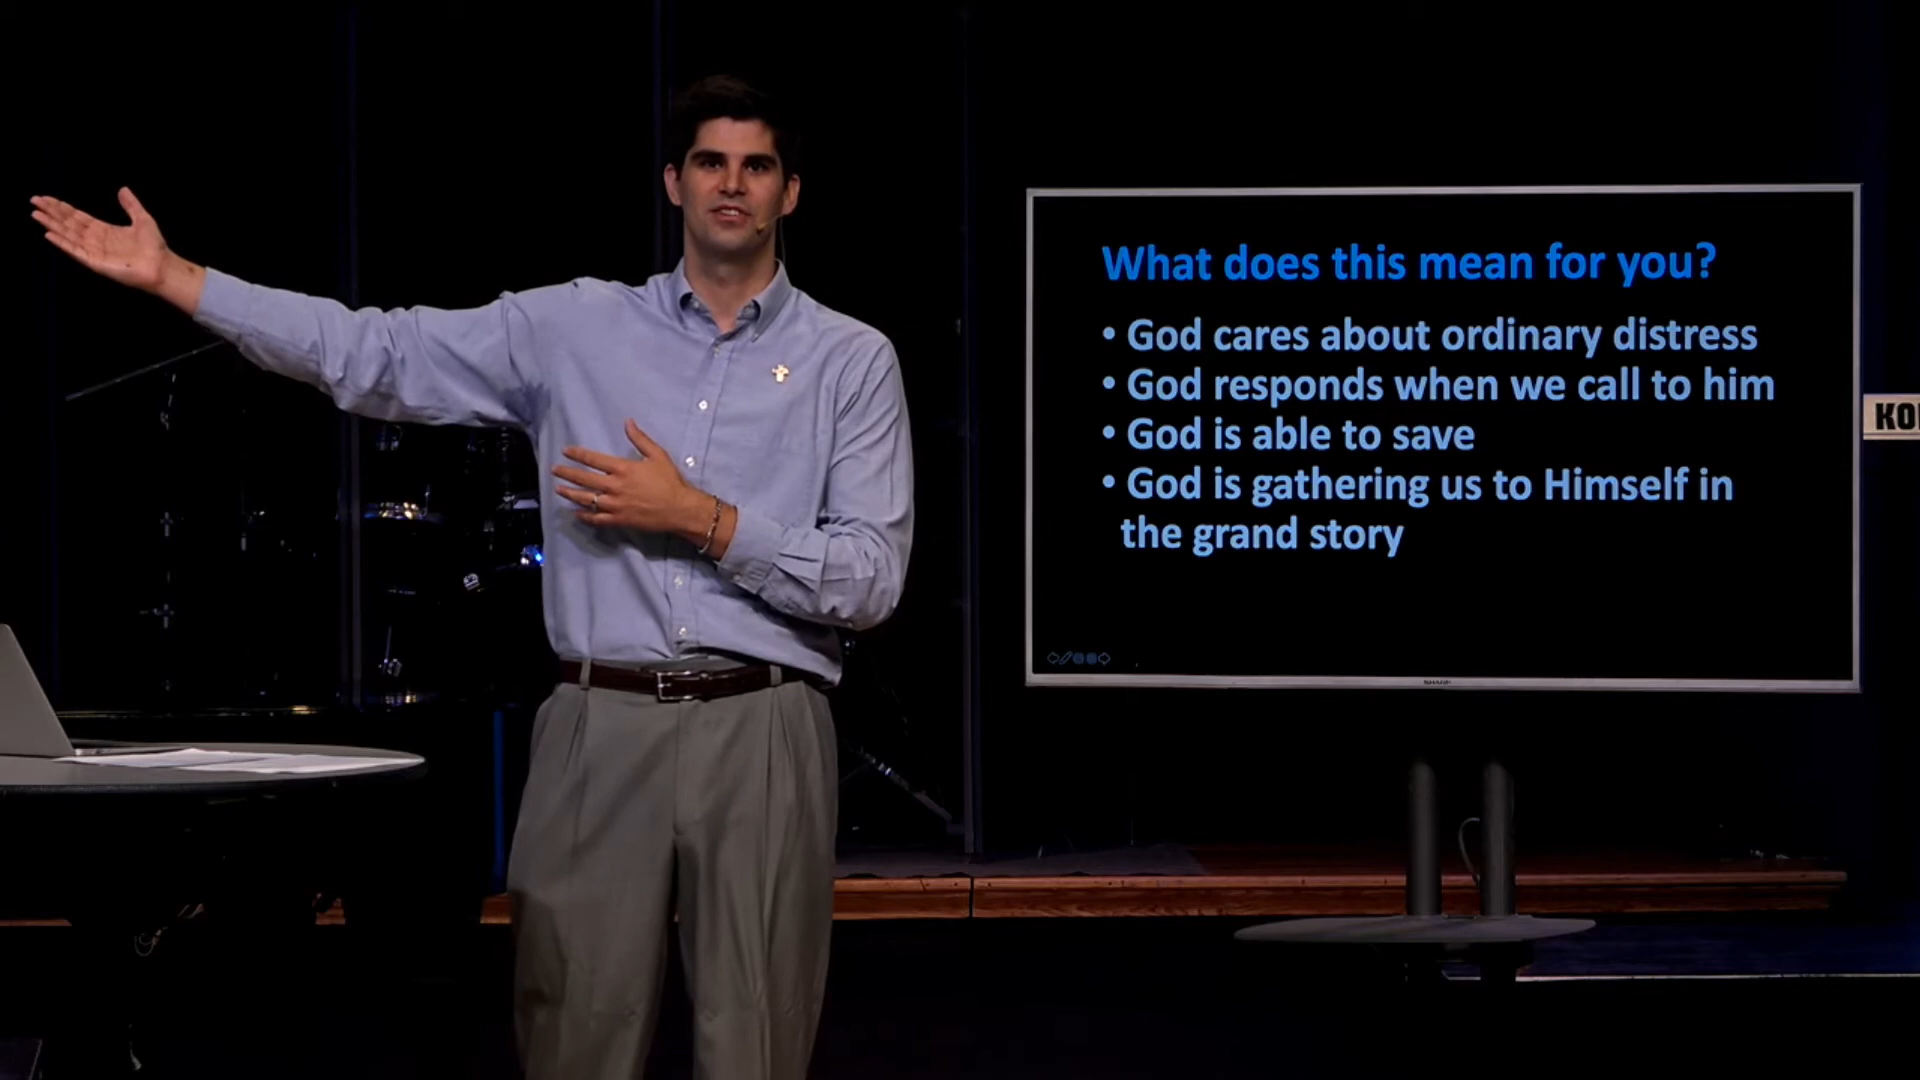 What does this mean for you?
• God cares about ordinary distress
• God responds when we call to him
• God is able to save
• God is gathering us to Himself in
the grand story